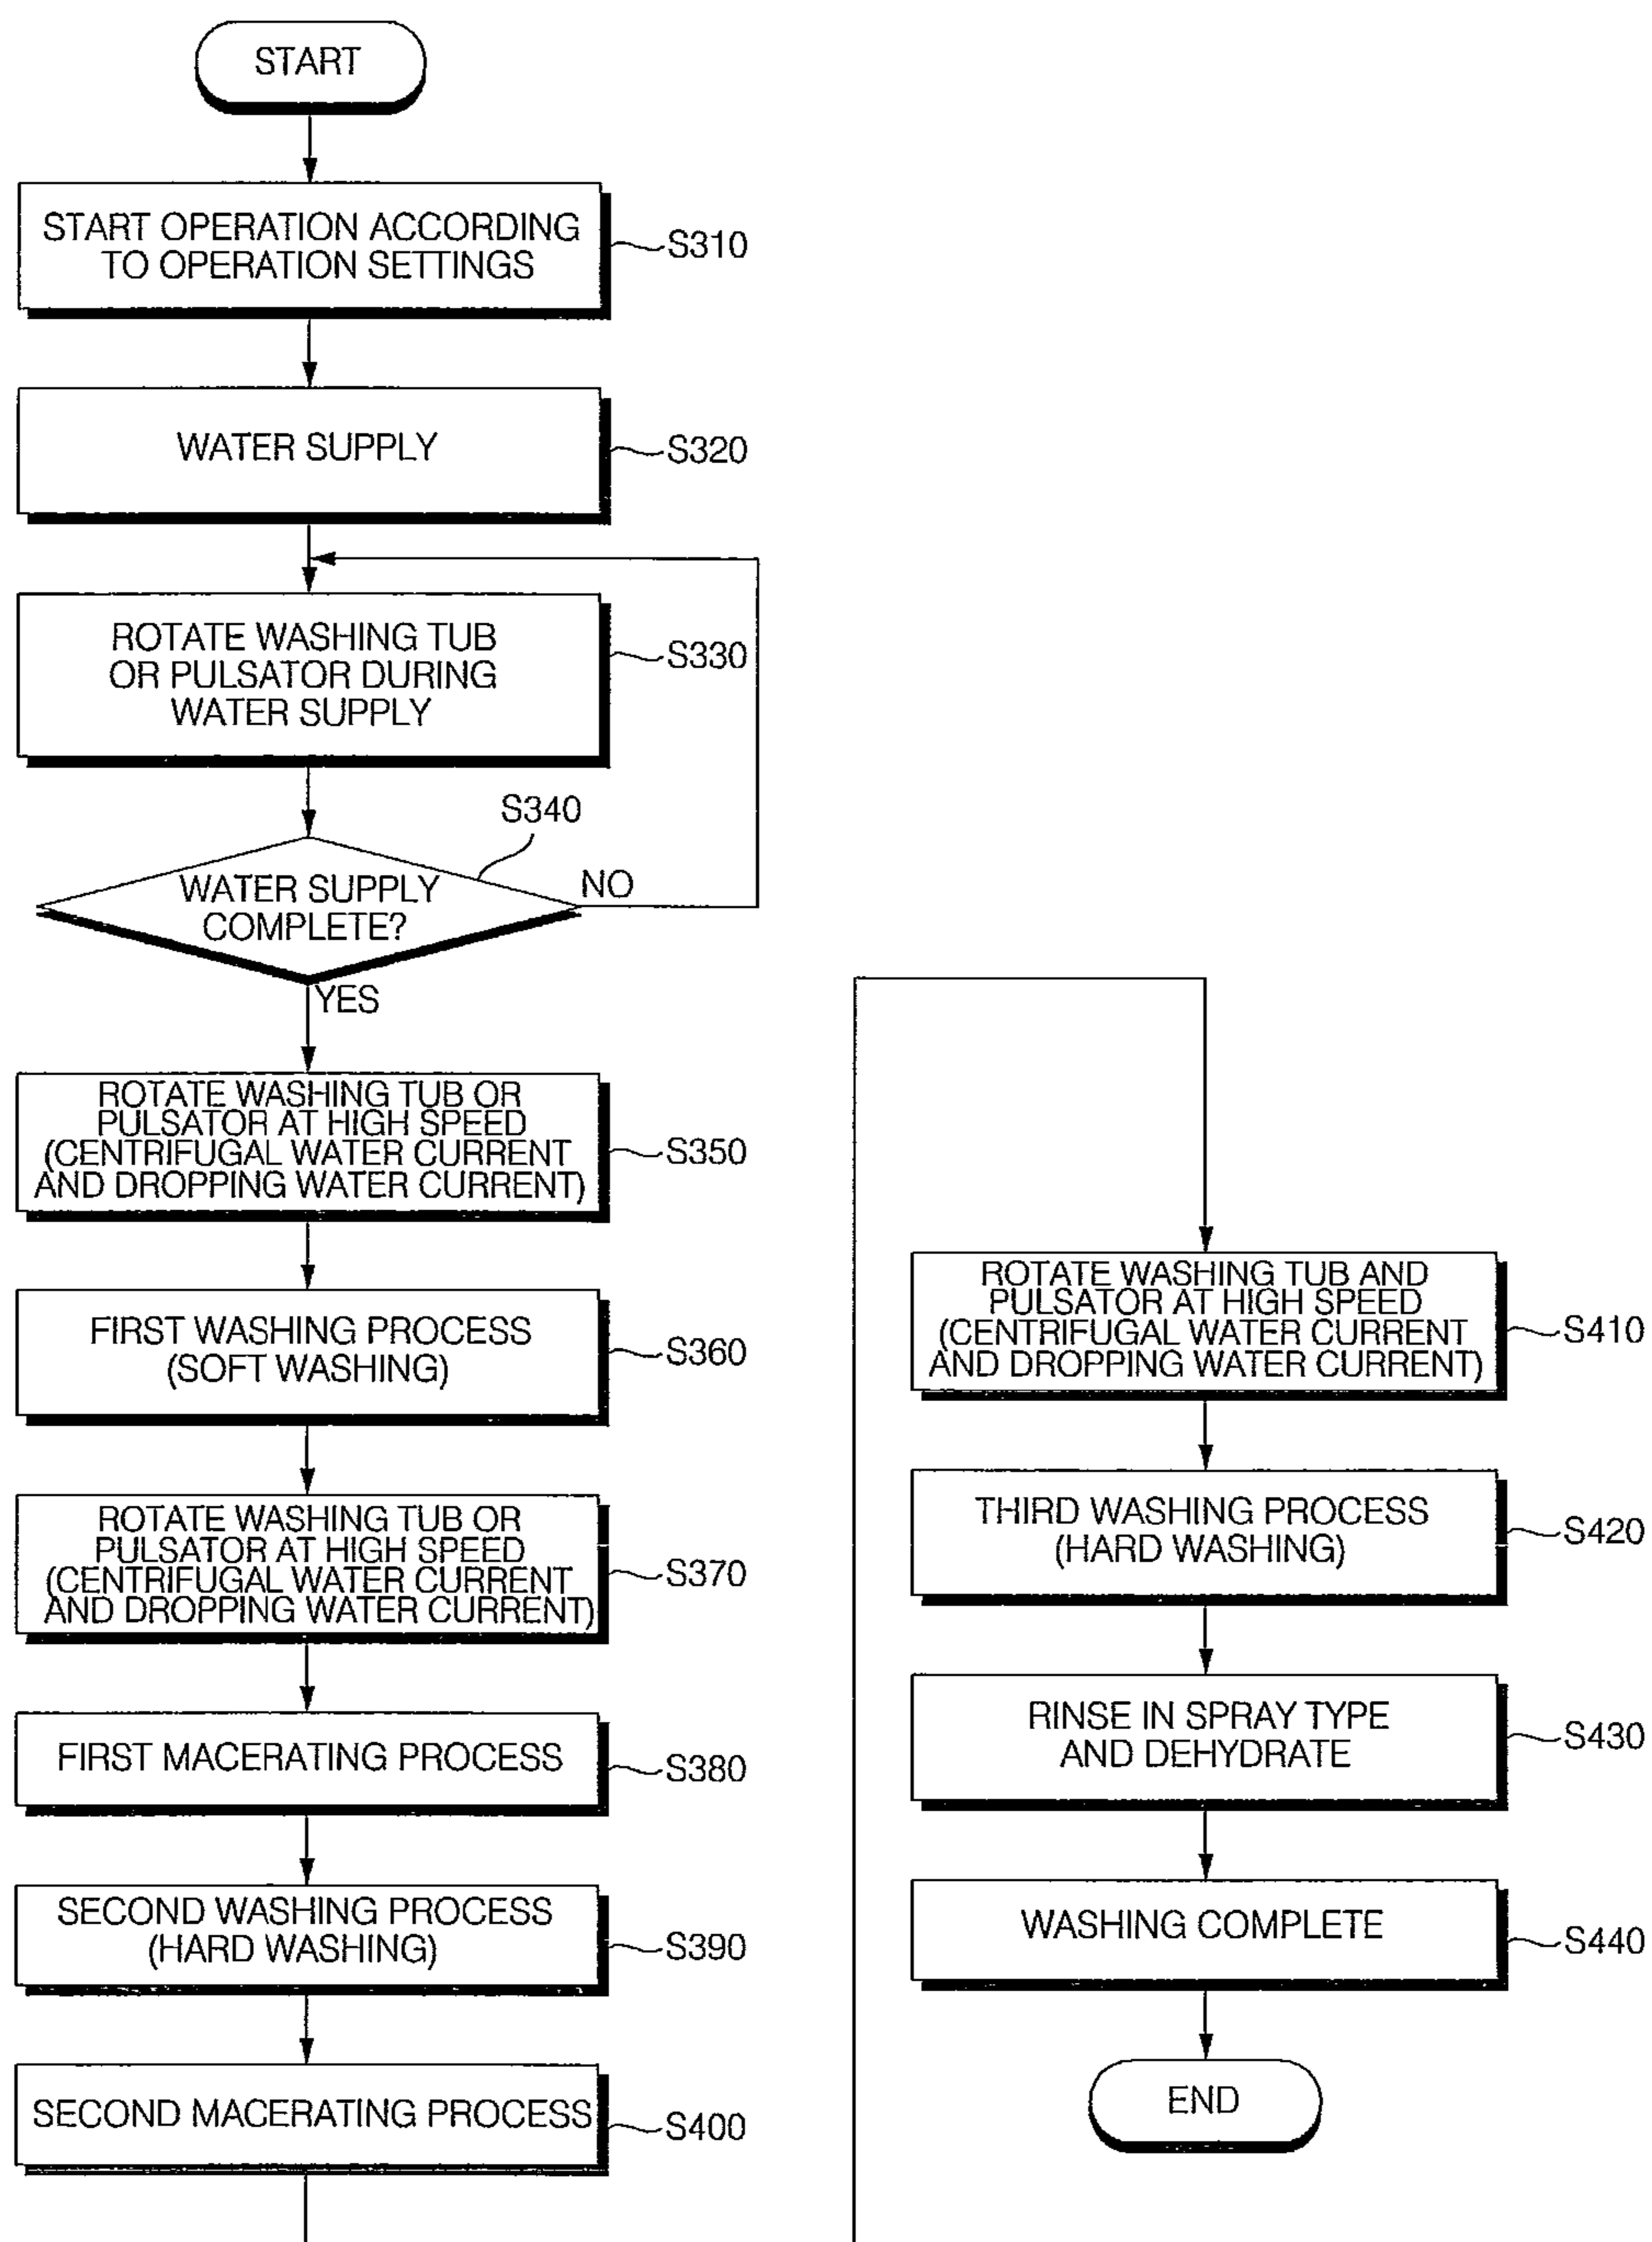 START
START OPERATION ACCORDING
TO OPERATION SETTINGS
S310
WATER SUPPLY
S320
ROTATE WASHING TUB
OR PULSATOR DURING
WATER SUPPLY
S330
S340
WATER SUPPLY
COMPLETE?
NO
YES
ROTATE WASHING TUB OR
PULSATOR AT HIGH SPEED
(CENTRIFUGAL WATER CURRENT
AND DROPPING WATER CURRENT)
S350
FIRST WASHING PROCESS
(SOFT WASHING)
S360
ROTATE WASHING TUB OR
PULSATOR AT HIGH SPEED
(CENTRIFUGAL WATER CURRENT
AND DROPPING WATER CURRENT)
S370
FIRST MACERATING PROCESS
S380
SECOND WASHING PROCESS
(HARD WASHING)
S390
SECOND MACERATING PROCESS
S400
ROTATE WASHING TUB AND
PULSATOR AT HIGH SPEED
(CENTRIFUGAL WATER CURRENT
AND DROPPING WATER CURRENT)
S410
THIRD WASHING PROCESS
(HARD WASHING)
S420
RINSE IN SPRAY TYPE
AND DEHYDRATE
S430
WASHING COMPLETE
S440
END